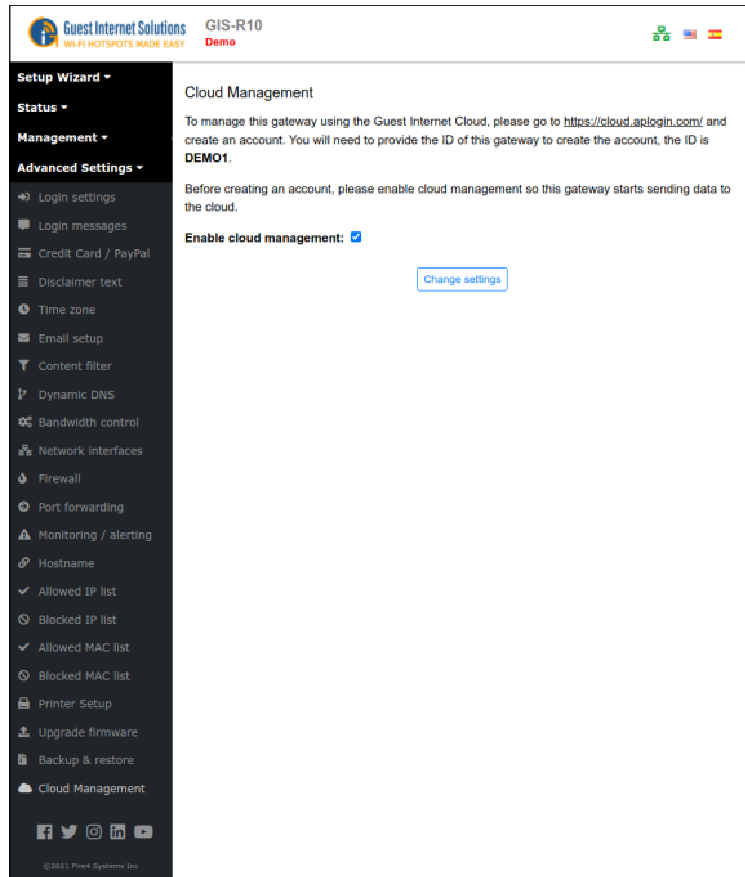 Guest Internet Solutions
WI-FI HOTSPOTS MADE EASY
GIS-R10
Demo
Setup Wizard
Status
Management
Advanced Settings
Login settings
Login messages
Credit Card / PayPal
Disclaimer text
Time zone
Email setup
Content filter
Dynamic DNS
Bandwidth control
Network interfaces
Firewall
Port forwarding
Monitoring / alerting
Hostname
Allowed IP list
Blocked IP list
Allowed MAC list
Blocked MAC list
Printer Setup
Upgrade firmware
Backup & restore
Cloud Management
©2021 Fire4 Systems Inc
Cloud Management
To manage this gateway using the Guest Internet Cloud, please go to https://cloud.aplogin.com/ and
create an account. You will need to provide the ID of this gateway to create the account, the ID is
DEMO1.
Before creating an account, please enable cloud management so this gateway starts sending data to
the cloud.
Enable cloud management:
Change settings